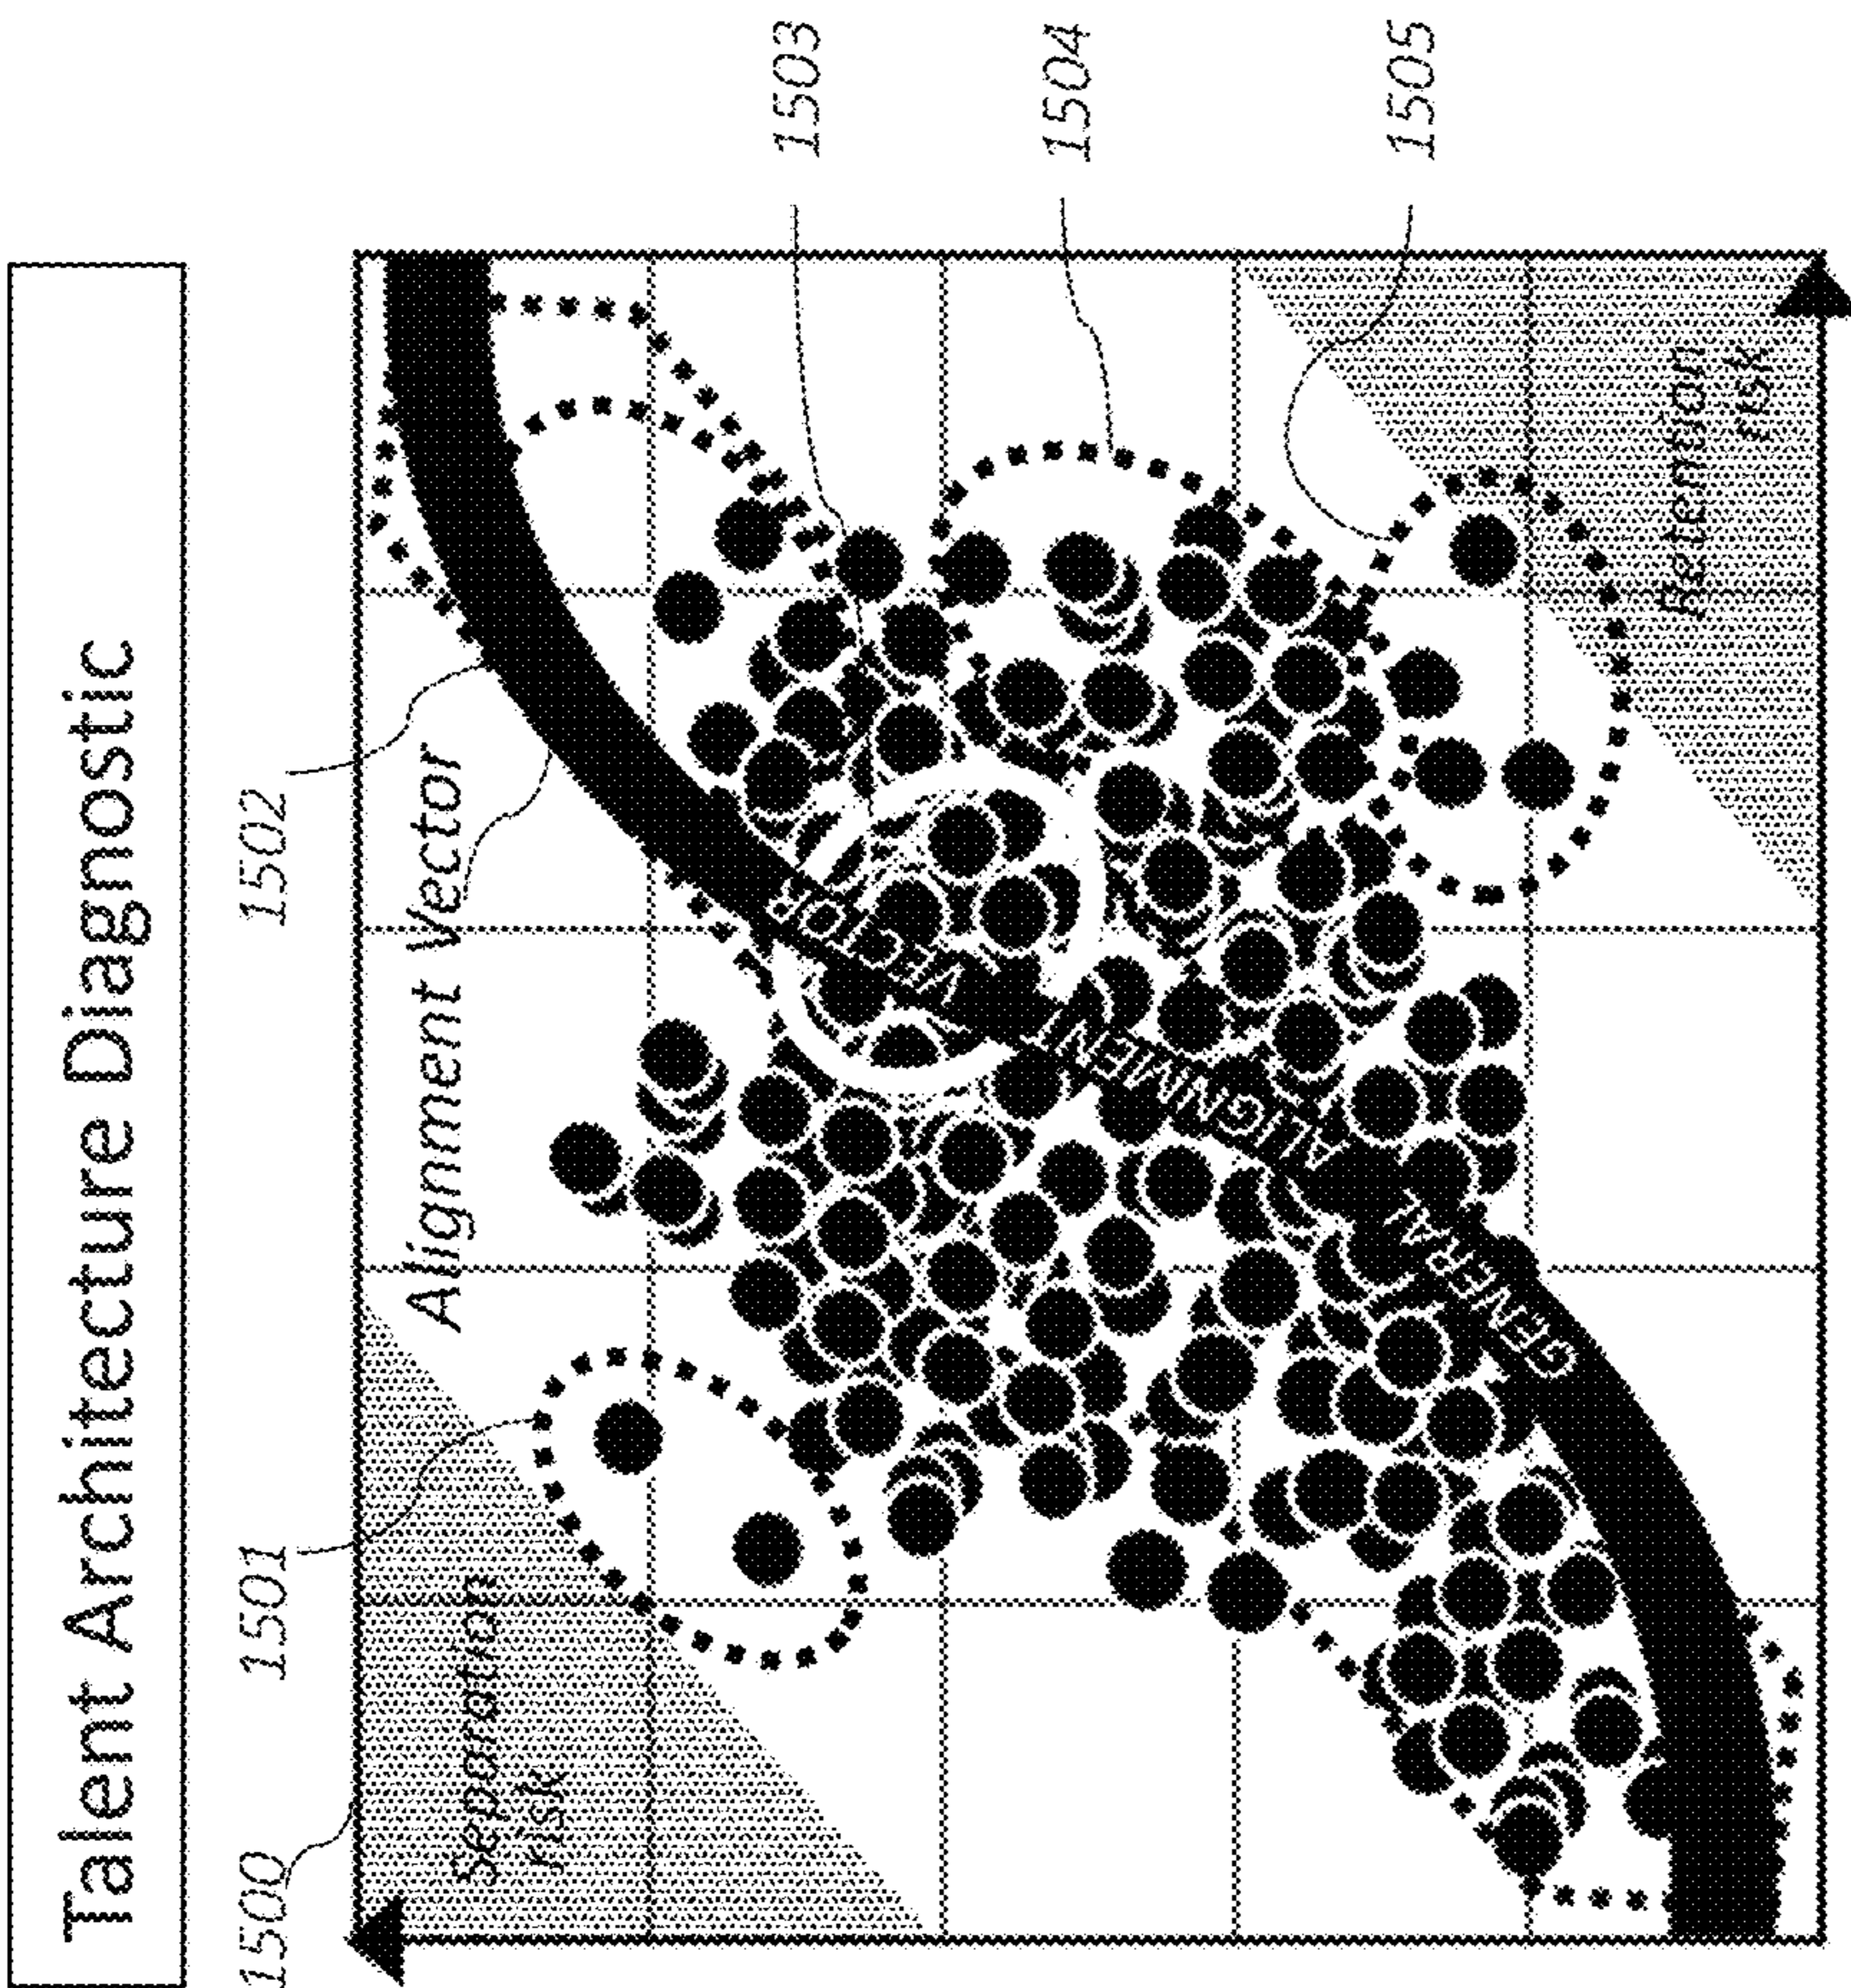 Talent Architecture Diagnostic
1500
1501
1502
Alignment Vector
Separation
risk
1503
1504
1505
GENERAL ALIGNMENT VECTOR
Retention
risk